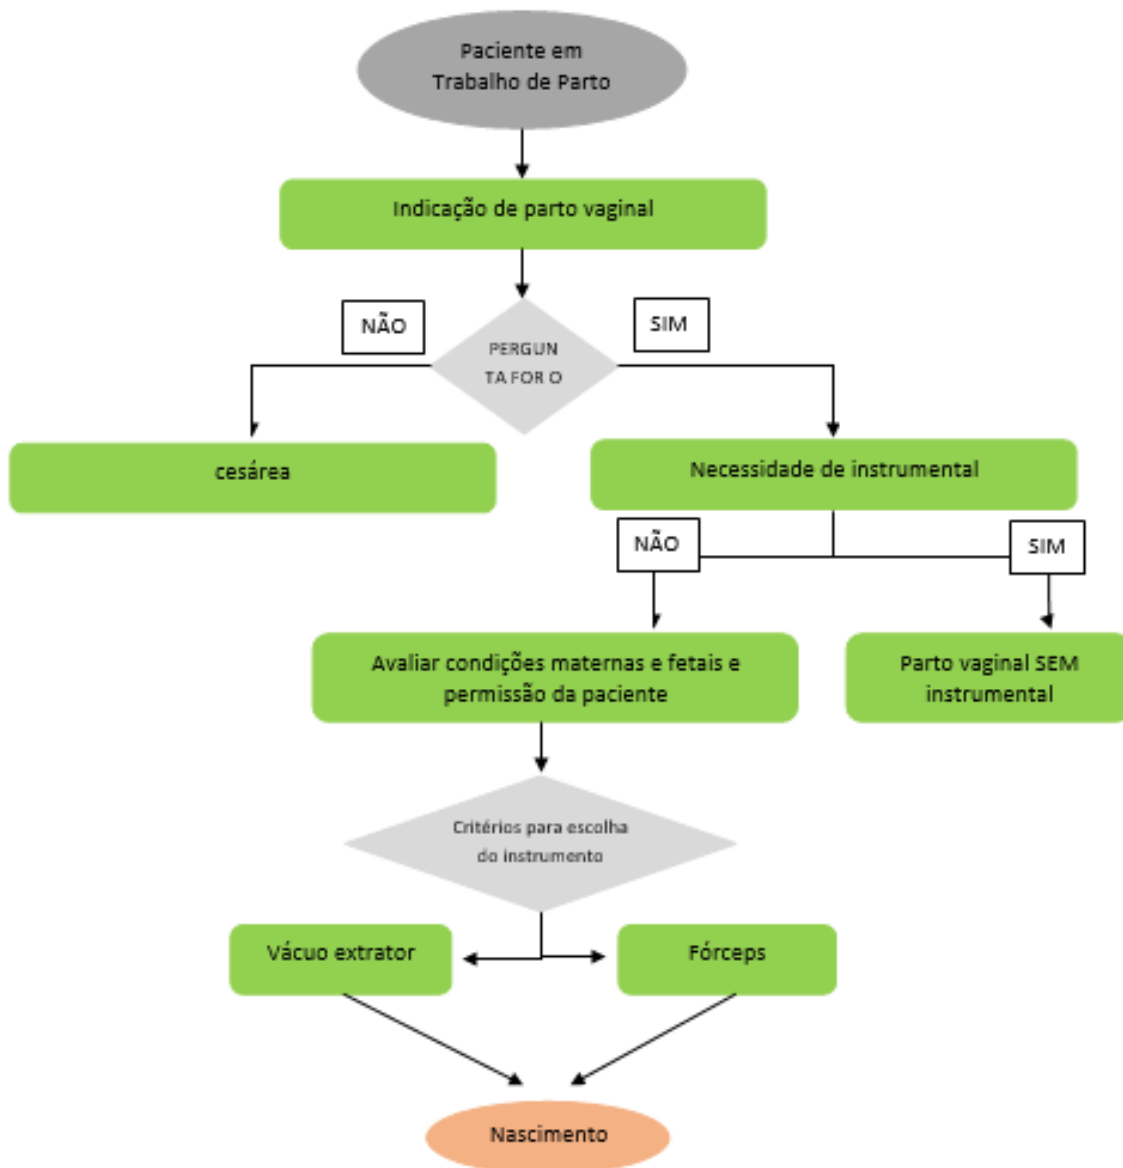 Paciente em
Trabalho de Parto
Indicação de parto vaginal
NÃO
SIM
PERGUN
TA FOR O
cesárea
Necessidade de instrumental
NÃO
SIM
Avaliar condições maternas e fetais e
permissão da paciente
Parto vaginal SEM
instrumental
Critérios para escolha
do instrumento
Vácuo extrator
Fórceps
Nascimento